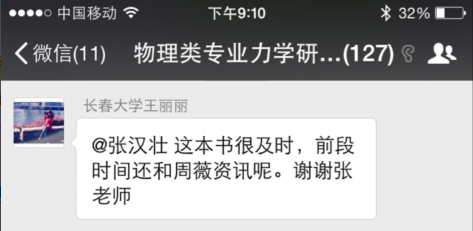 中国移动 下午9:10 32%
微信(11) 物理类专业力学研...(127)
长春大学王丽丽
@张汉壮 这本书很及时，前段
时间还和周薇资讯呢。谢谢张
老师